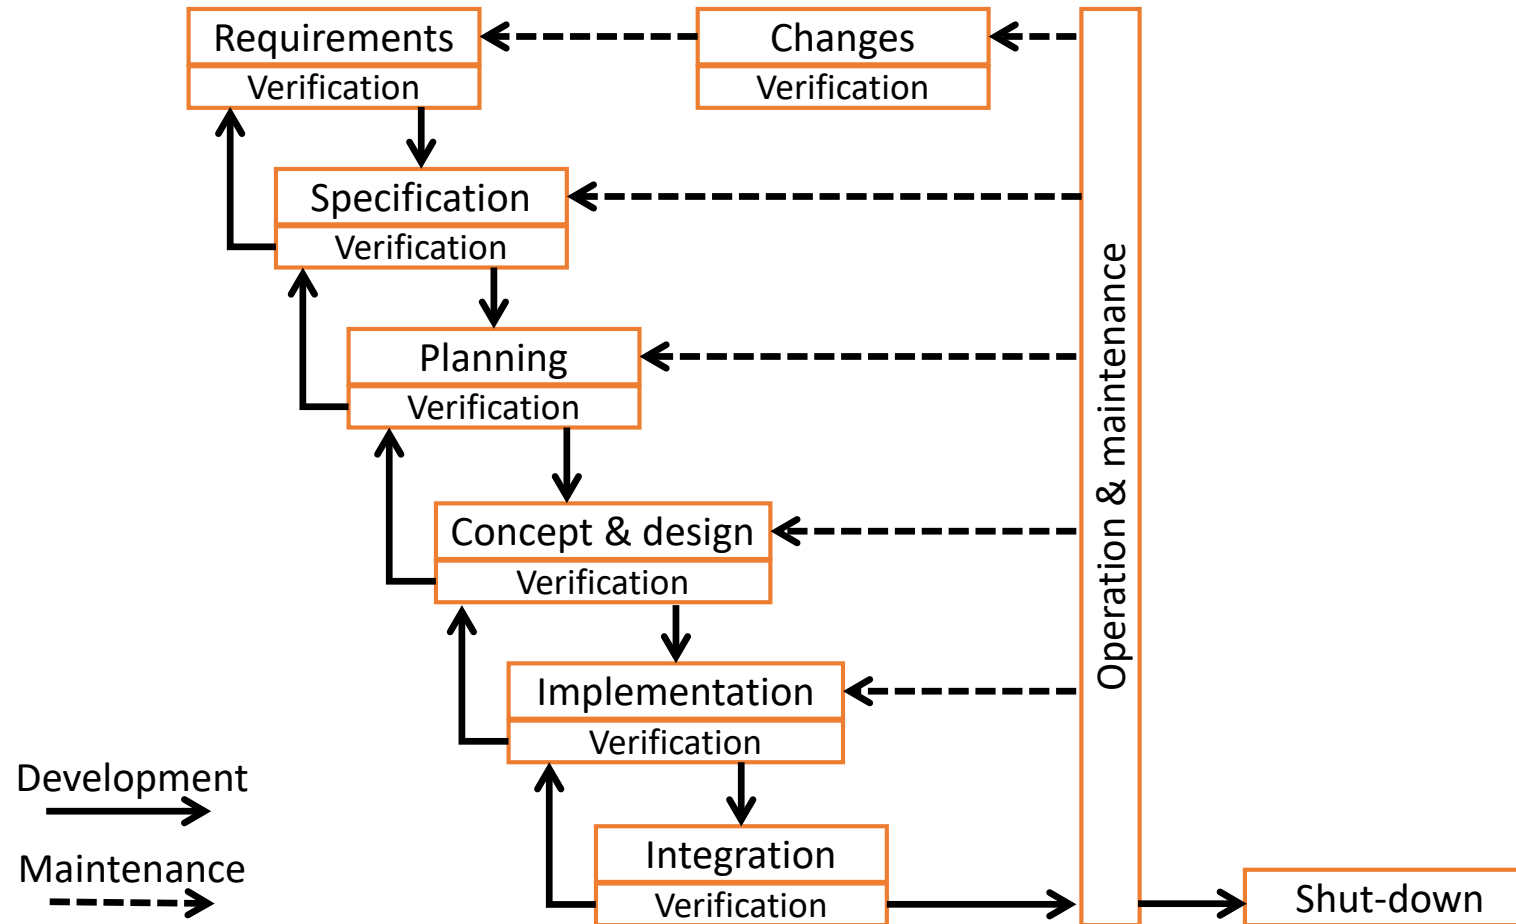 Requirements
Verification
Changes
Verification
Specification
Verification
Planning
Verification
Concept & design
Verification
Implementation
Verification
Integration
Verification
Operation & maintenance
Shut-down
Development
Maintenance